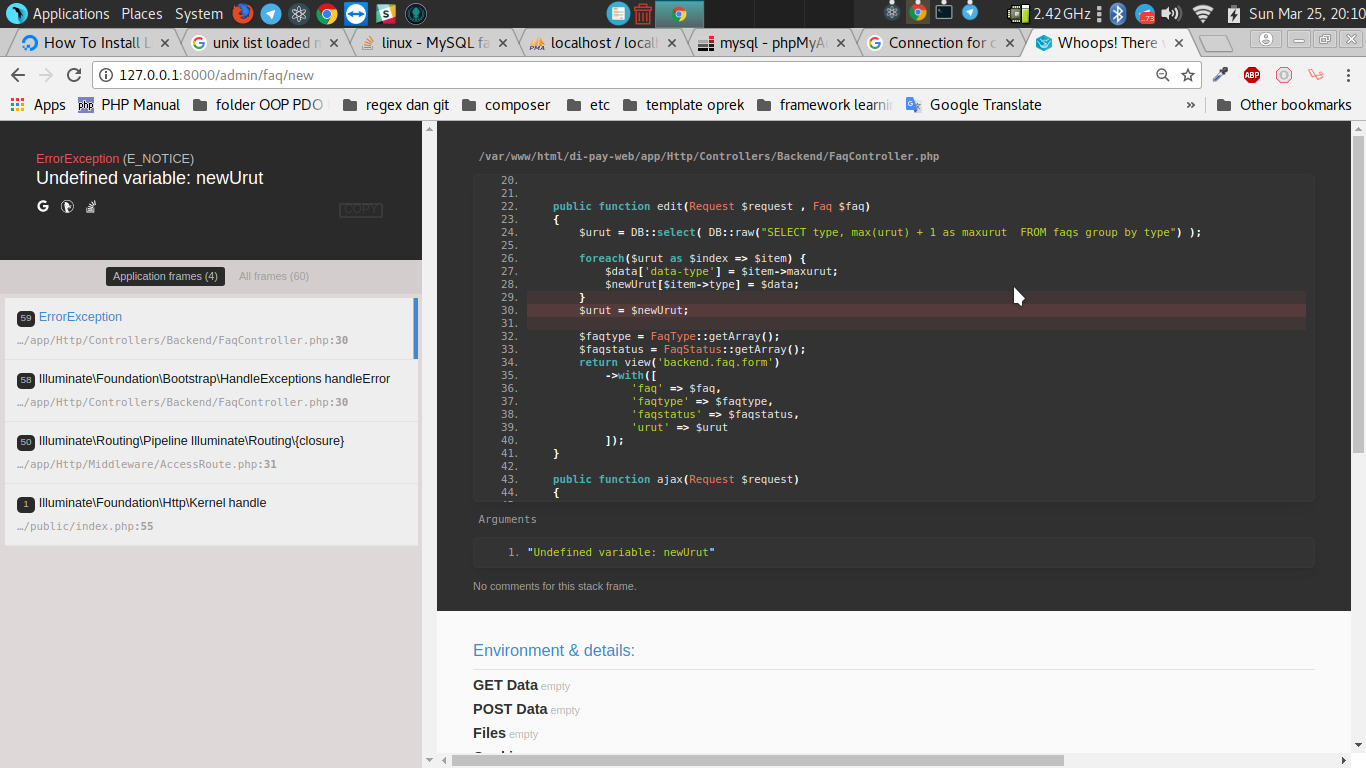 Applications Places System 2.42 GHz .73 Sun Mar 25, 20:10
How To Install L unix list loaded linux - MySQL fa localhost / local mysql - phpMyA Connection for Whoops! There
127.0.0.1:8000/admin/faq/new ABP
Apps php PHP Manual folder OOP PDO regex dan git composer etc template oprek framework learni Google Translate » Other bookmarks
ErrorException (E_NOTICE)
Undefined variable: newUrut
COPY
Application frames (4) All frames (60)
59 ErrorException
…/app/Http/Controllers/Backend/FaqController.php:30
58 Illuminate\Foundation\Bootstrap\HandleExceptions handleError
…/app/Http/Controllers/Backend/FaqController.php:30
50 Illuminate\Routing\Pipeline Illuminate\Routing\{closure}
…/app/Http/Middleware/AccessRoute.php:31
1 Illuminate\Foundation\Http\Kernel handle
…/public/index.php:55
/var/www/html/di-pay-web/app/Http/Controllers/Backend/FaqController.php
20.
21.
22. public function edit(Request $request , Faq $faq)
23. {
24. $urut = DB::select( DB::raw("SELECT type, max(urut) + 1 as maxurut  FROM faqs group by type") );
25.
26. foreach($urut as $index => $item) {
27. $data['data-type'] = $item->maxurut;
28. $newUrut[$item->type] = $data;
29. }
30. $urut = $newUrut;
31.
32. $faqtype = FaqType::getArray();
33. $faqstatus = FaqStatus::getArray();
34. return view('backend.faq.form')
35. ->with([
36. 'faq' => $faq,
37. 'faqtype' => $faqtype,
38. 'faqstatus' => $faqstatus,
39. 'urut' => $urut
40. ]);
41. }
42.
43. public function ajax(Request $request)
44. {
Arguments
1. "Undefined variable: newUrut"
No comments for this stack frame.
Environment & details:
GET Data empty
POST Data empty
Files empty